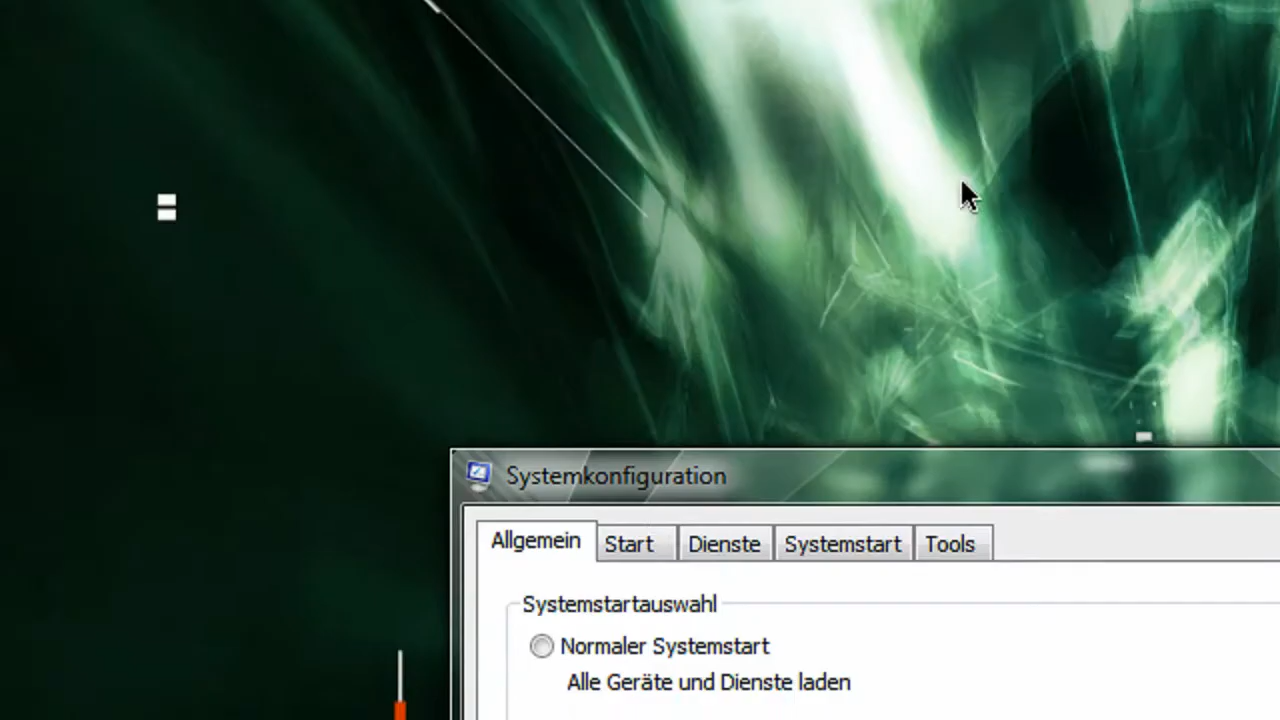 Systemkonfiguration
Allgemein Start Dienste Systemstart Tools
Systemstartauswahl
Normaler Systemstart
Alle Geräte und Dienste laden